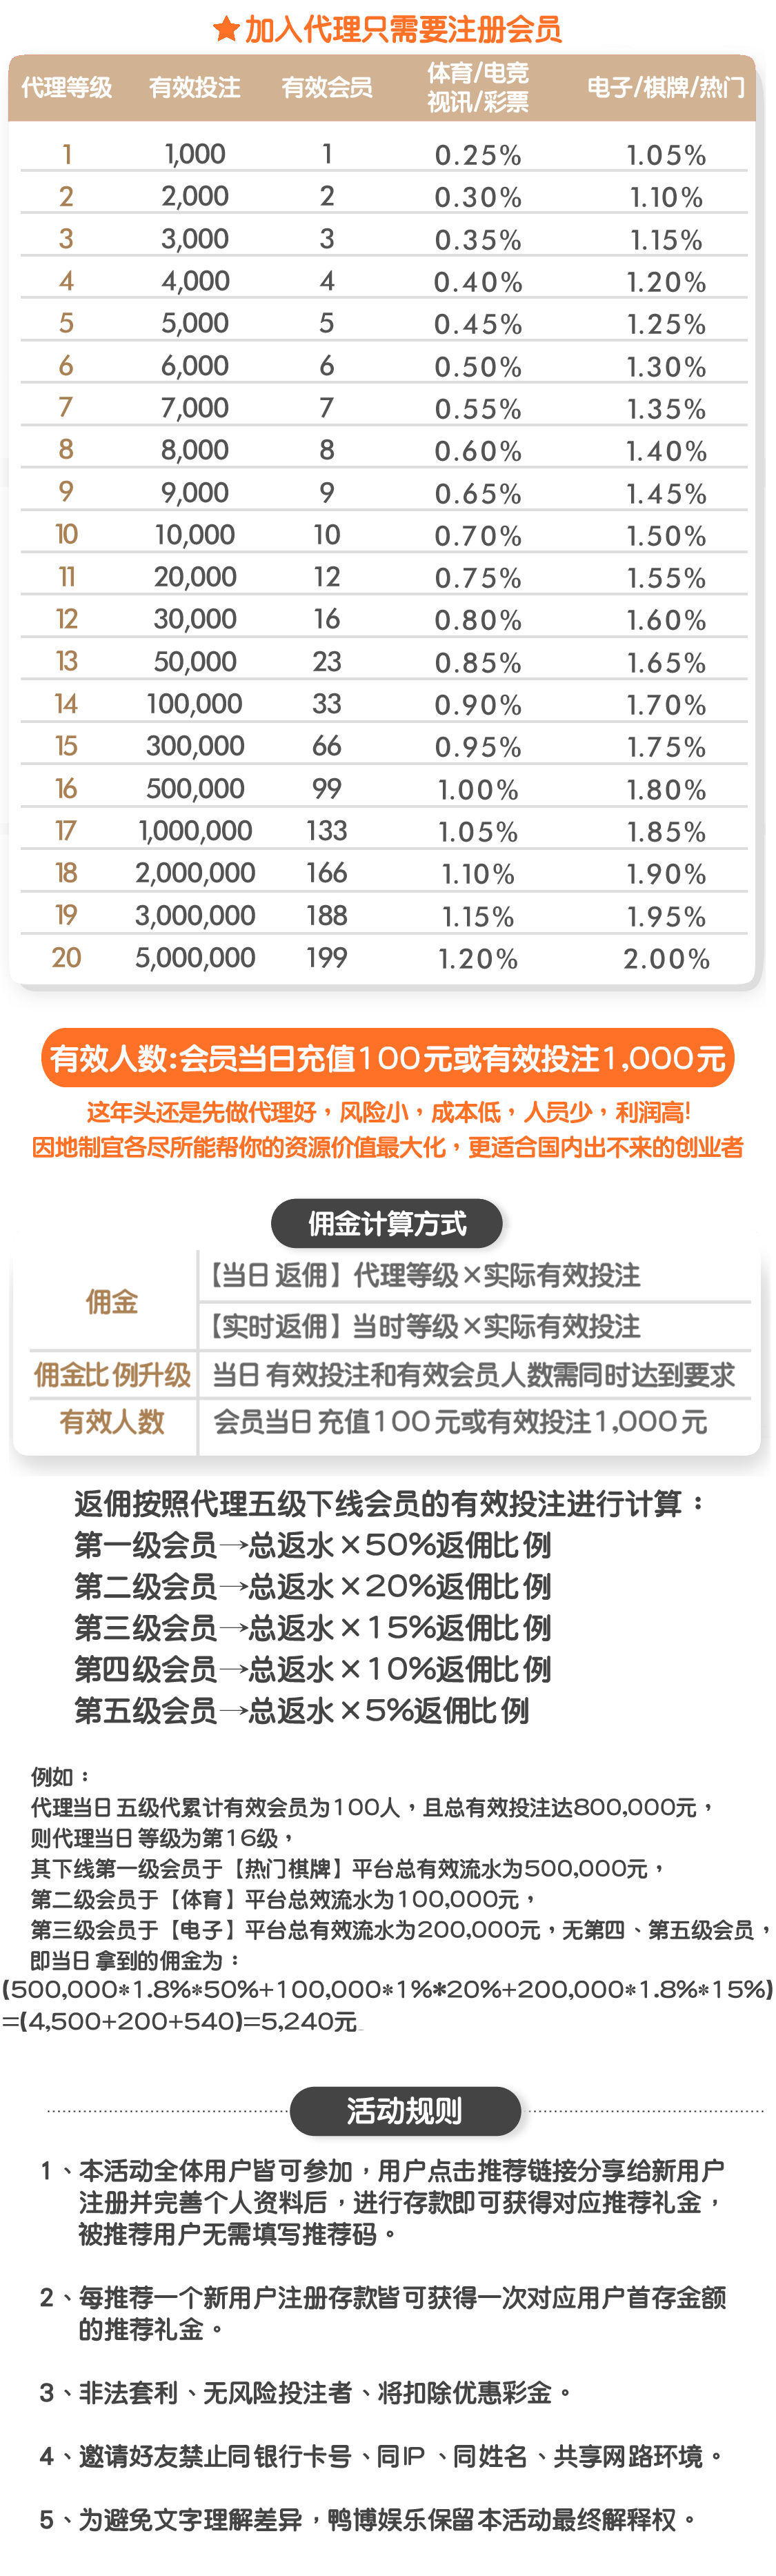 ★加入代理只需要注册会员
代理等级 有效投注 有效会员 体育/电竞 视讯/彩票 电子/棋牌/热门
1 1,000 1 0.25% 1.05%
2 2,000 2 0.30% 1.10%
3 3,000 3 0.35% 1.15%
4 4,000 4 0.40% 1.20%
5 5,000 5 0.45% 1.25%
6 6,000 6 0.50% 1.30%
7 7,000 7 0.55% 1.35%
8 8,000 8 0.60% 1.40%
9 9,000 9 0.65% 1.45%
10 10,000 10 0.70% 1.50%
11 20,000 12 0.75% 1.55%
12 30,000 16 0.80% 1.60%
13 50,000 23 0.85% 1.65%
14 100,000 33 0.90% 1.70%
15 300,000 66 0.95% 1.75%
16 500,000 99 1.00% 1.80%
17 1,000,000 133 1.05% 1.85%
18 2,000,000 166 1.10% 1.90%
19 3,000,000 188 1.15% 1.95%
20 5,000,000 199 1.20% 2.00%
有效人数:会员当日充值100元或有效投注1,000元
这年头还是先做代理好，风险小，成本低，人员少，利润高!
因地制宜各尽所能帮你的资源价值最大化，更适合国内出不来的创业者
佣金计算方式
佣金
【当日返佣】代理等级×实际有效投注
【实时返佣】当时等级×实际有效投注
佣金比例升级 当日有效投注和有效会员人数需同时达到要求
有效人数 会员当日充值100元或有效投注1,000元
返佣按照代理五级下线会员的有效投注进行计算：
第一级会员→总返水×50%返佣比例
第二级会员→总返水×20%返佣比例
第三级会员→总返水×15%返佣比例
第四级会员→总返水×10%返佣比例
第五级会员→总返水×5%返佣比例
例如：
代理当日五级代累计有效会员为100人，且总有效投注达800,000元，
则代理当日等级为第16级，
其下线第一级会员于【热门棋牌】平台总有效流水为500,000元，
第二级会员于【体育】平台总效流水为100,000元，
第三级会员于【电子】平台总有效流水为200,000元，无第四、第五级会员，
即当日拿到的佣金为：
(500,000*1.8%*50%+100,000*1%*20%+200,000*1.8%*15%)
=(4,500+200+540)=5,240元
活动规则
1、本活动全体用户皆可参加，用户点击推荐链接分享给新用户
注册并完善个人资料后，进行存款即可获得对应推荐礼金，
被推荐用户无需填写推荐码。
2、每推荐一个新用户注册存款皆可获得一次对应用户首存金额
的推荐礼金。
3、非法套利、无风险投注者、将扣除优惠彩金。
4、邀请好友禁止同银行卡号、同IP、同姓名、共享网路环境。
5、为避免文字理解差异，鸭博娱乐保留本活动最终解释权。